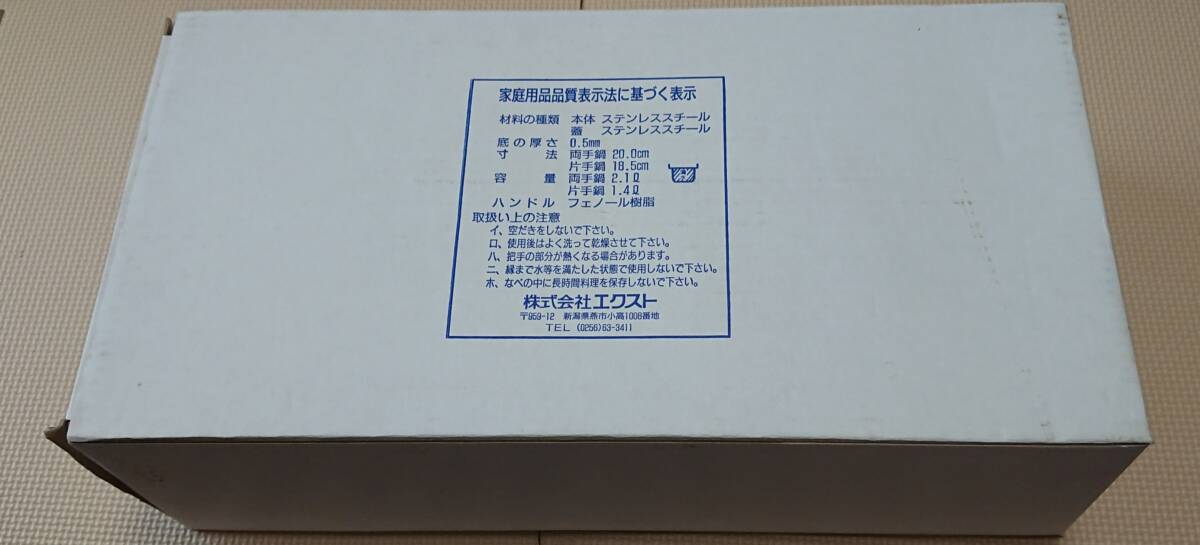 家庭用品品質表示法に基づく表示
材料の種類 本体 ステンレススチール
蓋 ステンレススチール
底の厚さ 0.5mm
寸法 両手鍋 20.0cm
片手鍋 18.5cm
容量 両手鍋 2.1ℓ
片手鍋 1.4ℓ
ハンドル フェノール樹脂
取扱い上の注意
イ、空だきをしないで下さい。
ロ、使用後はよく洗って乾燥させて下さい。
ハ、把手の部分が熱くなる場合があります。
ニ、縁まで水等を満たした状態で使用しないで下さい。
ホ、なべの中に長時間料理を保存しないで下さい。
株式会社エクスト
〒959-12 新潟県燕市小高1008番地
TEL (0256)63-3411